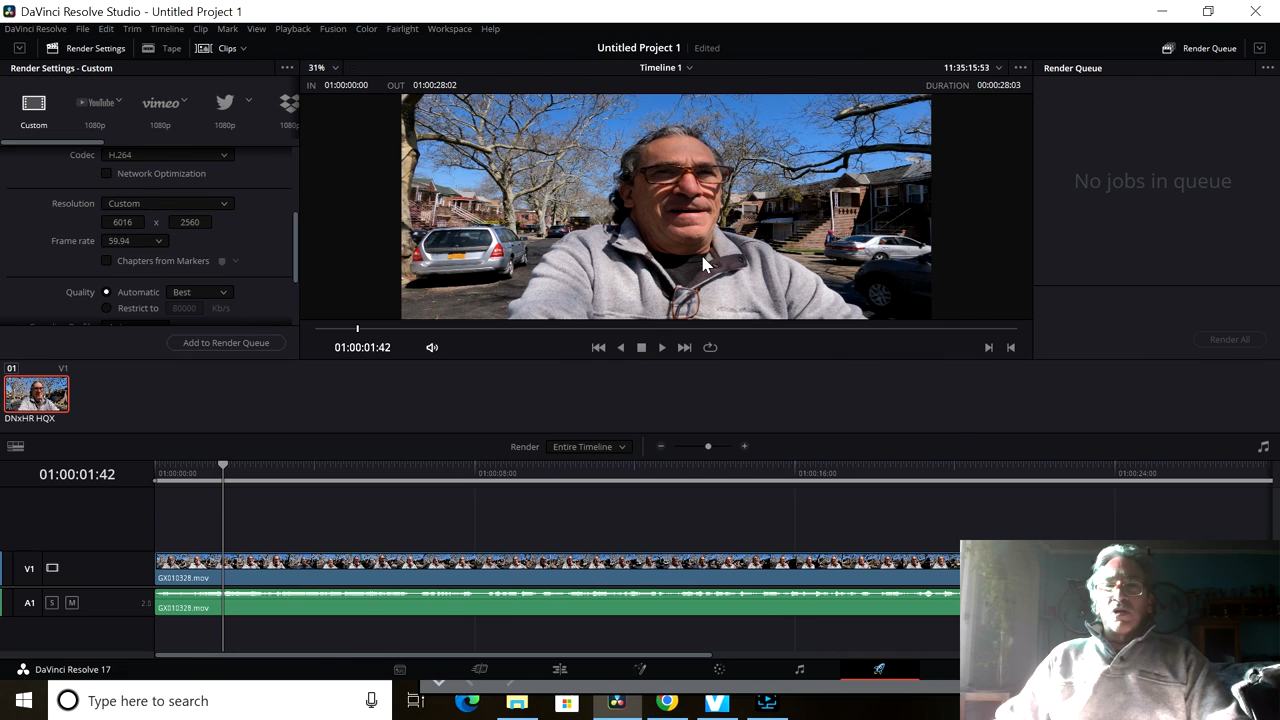 DaVinci Resolve Studio - Untitled Project 1
DaVinci Resolve File Edit Trim Timeline Clip Mark View Playback Fusion Color Fairlight Workspace Help
Render Settings Tape Clips Untitled Project 1 Edited Render Queue
Render Settings - Custom 31% Timeline 1 11:35:15:53 Render Queue
IN 01:00:00:00 OUT 01:00:28:02 DURATION 00:00:28:03
YouTube vimeo
Custom 1080p 1080p 1080p 1080p
Codec H.264
Network Optimization
Resolution Custom
6016 x 2560
Frame rate 59.94
Chapters from Markers
Quality Automatic Best
Restrict to 80000 Kb/s
No jobs in queue
Add to Render Queue
01:00:01:42
Render All
01 V1
DNxHR HQX
Render Entire Timeline
01:00:01:42
01:00:00:00 01:00:08:00 01:00:16:00 01:00:24:00
V1
GX010328.mov
A1 S M 2.0
GX010328.mov
DaVinci Resolve 17
Type here to search